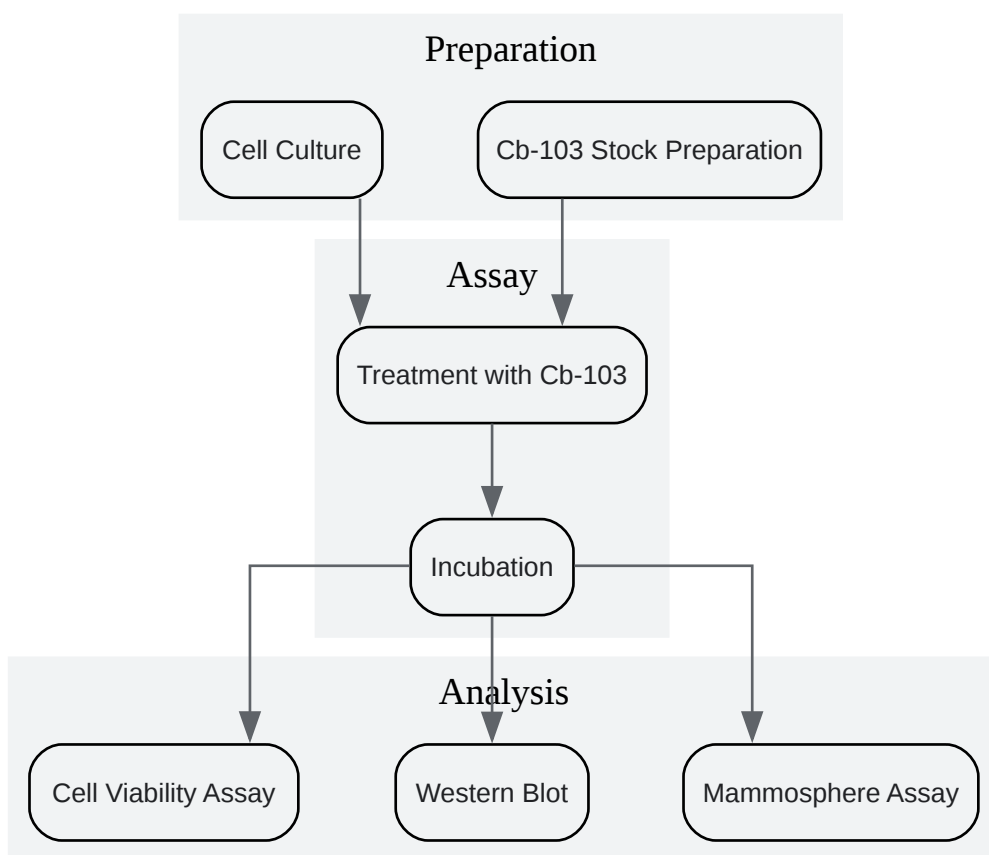 Preparation
Cell Culture
Cb-103 Stock Preparation
Assay
Treatment with Cb-103
Incubation
Analysis
Cell Viability Assay
Western Blot
Mammosphere Assay